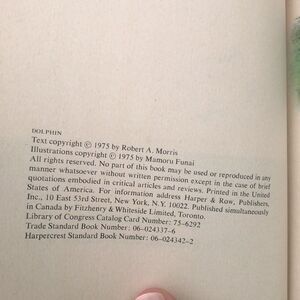 DOLPHIN
Text copyright © 1975 by Robert A. Morris
Illustrations copyright © 1975 by Mamoru Funai
All rights reserved. No part of this book may be used or reproduced in any
manner whatsoever without written permission except in the case of brief
quotations embodied in critical articles and reviews. Printed in the United
States of America. For information address Harper & Row, Publishers,
Inc., 10 East 53rd Street, New York, N.Y. 10022. Published simultaneously
in Canada by Fitzhenry & Whiteside Limited, Toronto.
Library of Congress Catalog Card Number: 75-6292
Trade Standard Book Number: 06-024337-6
Harpercrest Standard Book Number: 06-024342-2